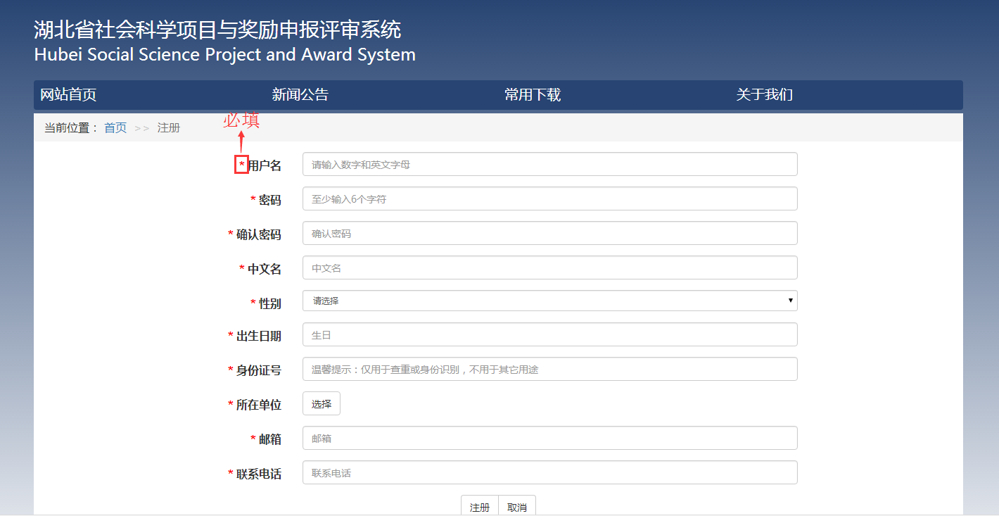 湖北省社会科学项目与奖励申报评审系统
Hubei Social Science Project and Award System
网站首页 新闻公告 常用下载 关于我们
必填
当前位置： 首页 >> 注册
* 用户名 请输入数字和英文字母
* 密码 至少输入6个字符
* 确认密码 确认密码
* 中文名 中文名
* 性别 请选择
* 出生日期 生日
* 身份证号 温馨提示：仅用于查重或身份识别，不用于其它用途
* 所在单位 选择
* 邮箱 邮箱
* 联系电话 联系电话
注册 取消